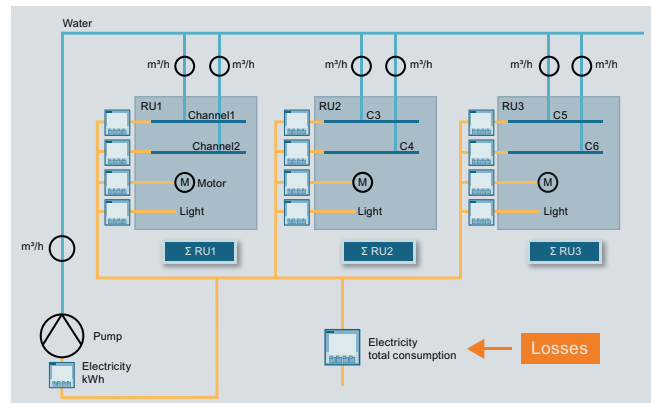 Water
m³/h
m³/h
m³/h
m³/h
m³/h
m³/h
RU1
Channel1
Channel2
M
Motor
Light
RU2
C3
C4
M
Light
RU3
C5
C6
M
Light
m³/h
Σ RU1
Σ RU2
Σ RU3
Pump
Electricity
kWh
Electricity
total consumption
Losses